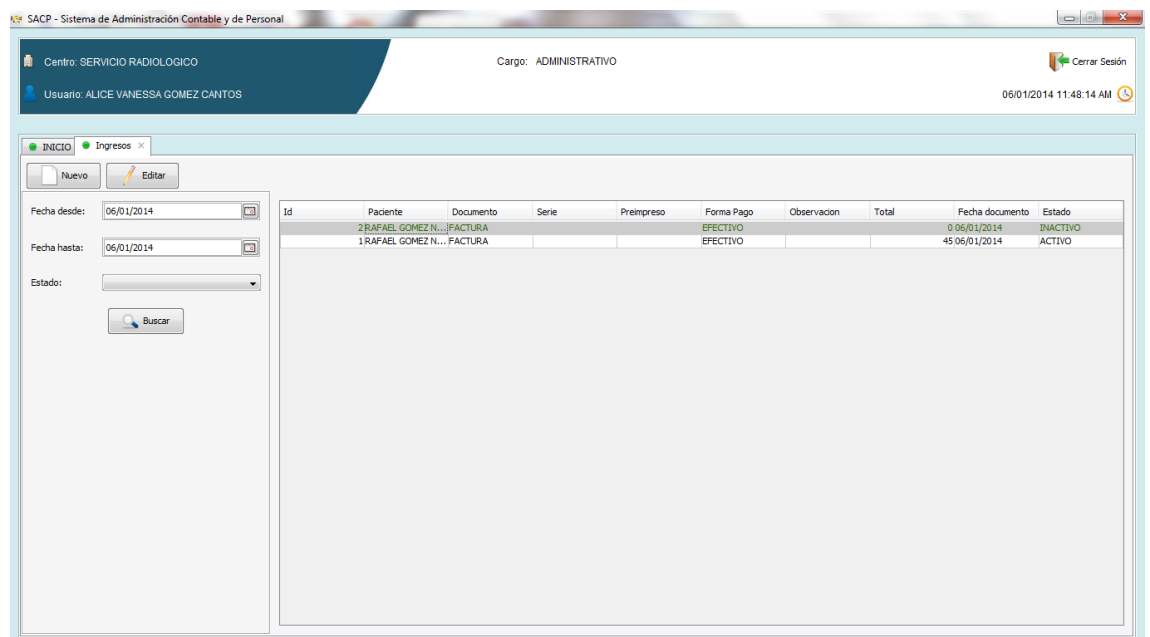 SACP - Sistema de Administración Contable y de Personal
Centro: SERVICIO RADIOLOGICO
Cargo: ADMINISTRATIVO
Cerrar Sesión
Usuario: ALICE VANESSA GOMEZ CANTOS
06/01/2014 11:48:14 AM
INICIO Ingresos
Nuevo Editar
Fecha desde: 06/01/2014
Fecha hasta: 06/01/2014
Estado:
Buscar
Id Paciente Documento Serie Preimpreso Forma Pago Observacion Total Fecha documento Estado
2 RAFAEL GOMEZ N... FACTURA EFECTIVO 0 06/01/2014 INACTIVO
1 RAFAEL GOMEZ N... FACTURA EFECTIVO 45 06/01/2014 ACTIVO